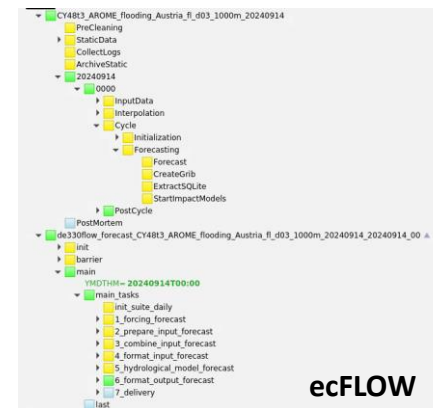 CY48t3_AROME_flooding_Austria_fl_d03_1000m_20240914
PreCleaning
StaticData
CollectLogs
ArchiveStatic
20240914
0000
InputData
Interpolation
Cycle
Initialization
Forecasting
Forecast
CreateGrib
ExtractSQLite
StartImpactModels
PostCycle
PostMortem
de330flow_forecast_CY48t3_AROME_flooding_Austria_fl_d03_1000m_20240914_20240914_00
init
barrier
main
YMDTHM=20240914T00:00
main_tasks
init_suite_daily
1_forcing_forecast
2_prepare_input_forecast
3_combine_input_forecast
4_format_input_forecast
5_hydrological_model_forecast
6_format_output_forecast
7_delivery
last
ecFLOW